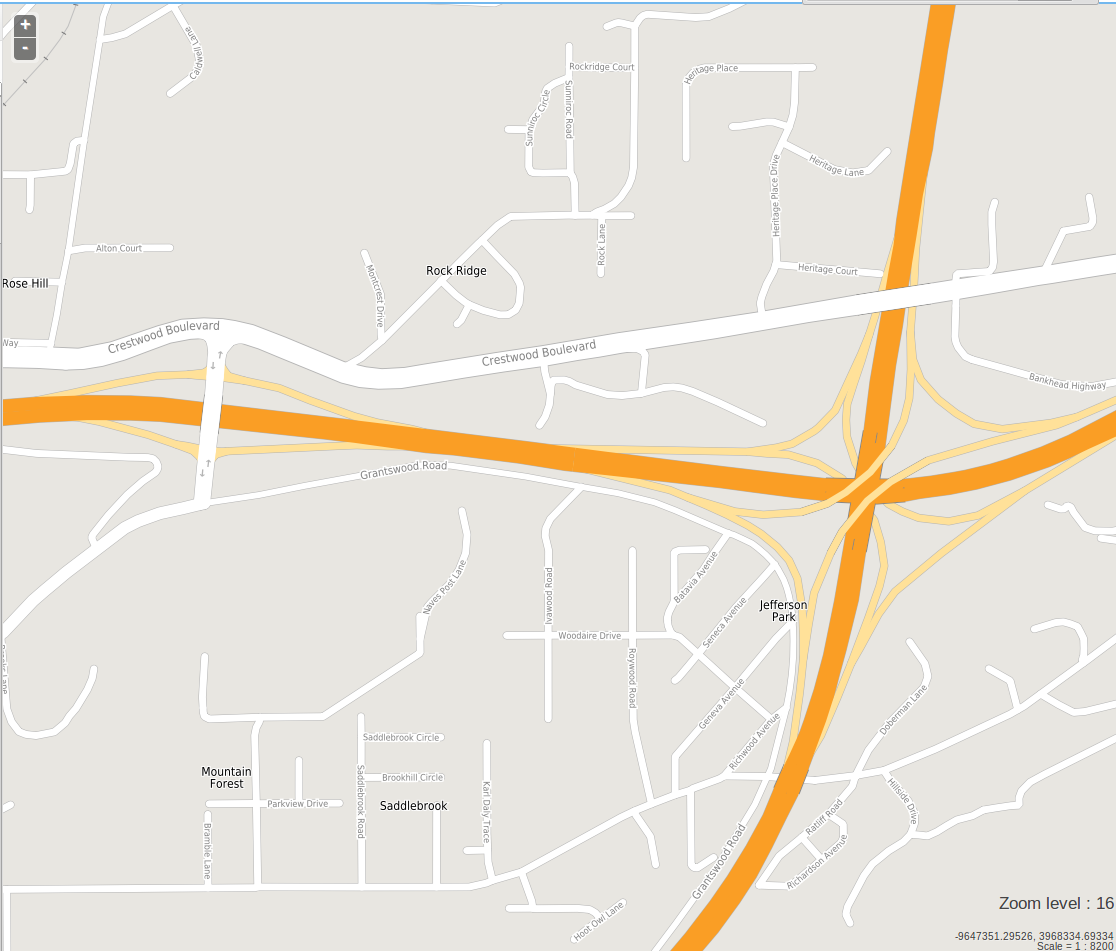 +
-
Caldwell Lane
Rockridge Court
Heritage Place
Sunniroc Circle
Sunniroc Road
Heritage Lane
Heritage Place Drive
Alton Court
Rock Lane
Rock Ridge
Heritage Court
Rose Hill
Montcrest Drive
Crestwood Boulevard
Way
Crestwood Boulevard
Bankhead Highway
Grantswood Road
Naves Post Lane
Norwood Road
Batavia Avenue
Seneca Avenue
Jefferson
Park
Woodaire Drive
Roywood Road
Geneva Avenue
Richwood Avenue
Doberman Lane
Saddlebrook Circle
Mountain
Forest
Brookhill Circle
Saddlebrook Road
Karl Daly Trace
Hillside Drive
Parkview Drive
Saddlebrook
Ratliff Road
Bramble Lane
Richardson Avenue
Grantswood Road
Hoot Owl Lane
Zoom level : 16
-9647351.29526, 3968334.69334
Scale = 1 : 8200